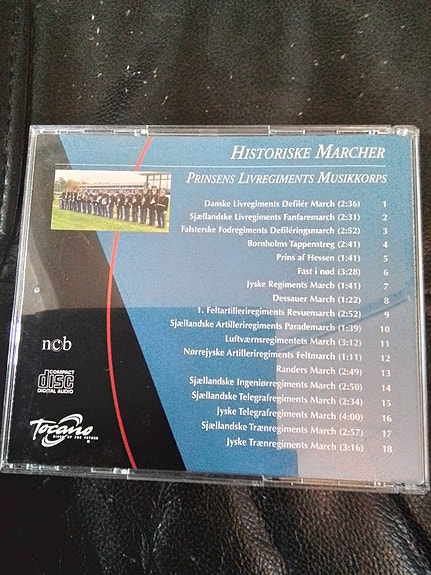 HISTORISKE MARCHER
PRINSENS LIVREGIMENTS MUSIKKORPS
Danske Livregiments Defilér March (2:36) 1
Sjællandske Livregiments Fanfaremarch (2:31) 2
Falsterske Fodregiments Defiléringsmarch (2:52) 3
Bornholms Tappenstreg (2:41) 4
Prins af Hessen (1:41) 5
Fast i nød (3:28) 6
Jyske Regiments March (1:41) 7
Dessauer March (1:22) 8
1. Feltartilleriregiments Revuemarch (2:52) 9
Sjællandske Artilleriregiments Parademarch (1:39) 10
Luftværnsregimentets March (3:12) 11
Nørrejyske Artilleriregiments Feltmarch (1:11) 12
Randers March (2:49) 13
Sjællandske Ingeniørregiments March (2:50) 14
Sjællandske Telegrafregiments March (2:34) 15
Jyske Telegrafregiments March (4:00) 16
Sjællandske Trænregiments March (2:57) 17
Jyske Trænregiments March (3:16) 18
ncb
COMPACT
disc
DIGITAL AUDIO
Tocano